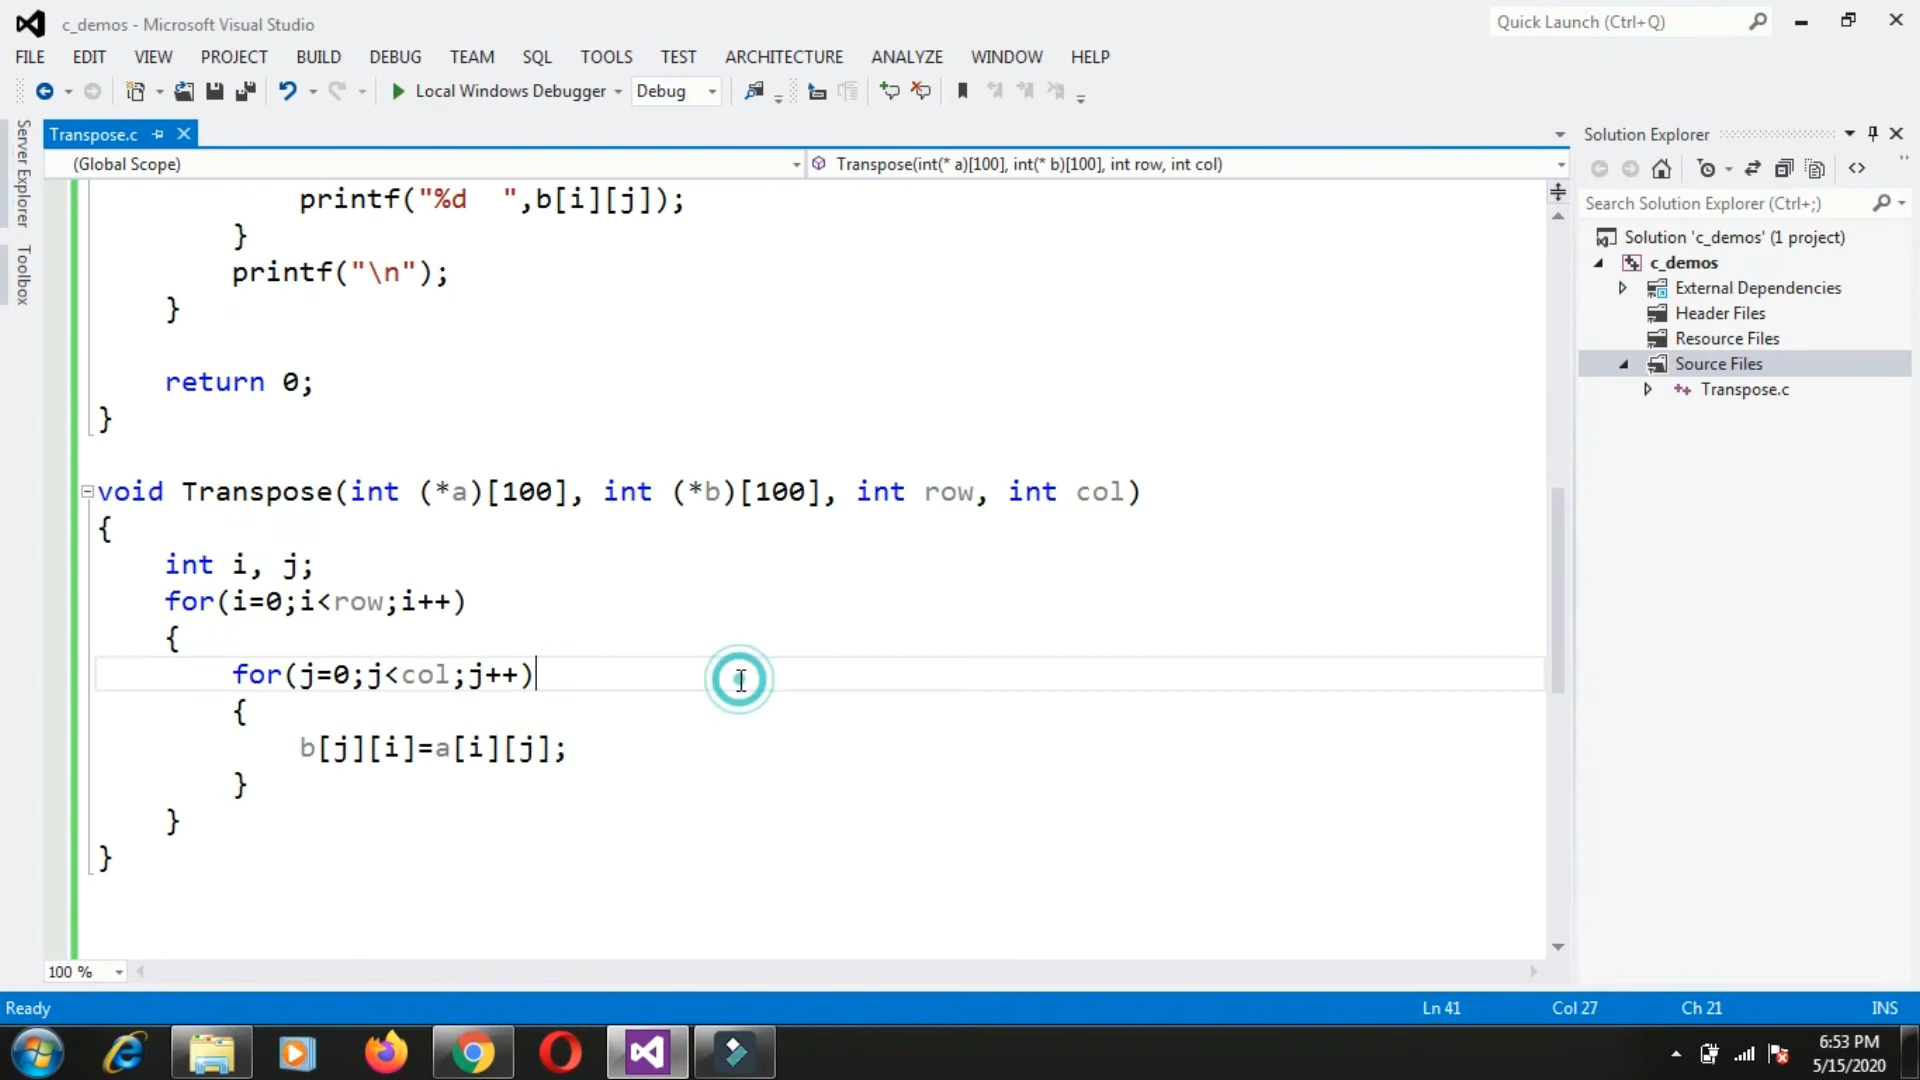 c_demos - Microsoft Visual Studio
Quick Launch (Ctrl+Q)
FILE EDIT VIEW PROJECT BUILD DEBUG TEAM SQL TOOLS TEST ARCHITECTURE ANALYZE WINDOW HELP
Local Windows Debugger Debug
Server Explorer
Toolbox
Transpose.c
(Global Scope)
Transpose(int(* a)[100], int(* b)[100], int row, int col)
printf("%d  ",b[i][j]);
}
printf("\n");
}
return 0;
}
void Transpose(int (*a)[100], int (*b)[100], int row, int col)
{
int i, j;
for(i=0;i<row;i++)
{
for(j=0;j<col;j++)
{
b[j][i]=a[i][j];
}
}
}
100 %
Solution Explorer
Search Solution Explorer (Ctrl+;)
Solution 'c_demos' (1 project)
c_demos
External Dependencies
Header Files
Resource Files
Source Files
Transpose.c
Ready
Ln 41
Col 27
Ch 21
INS
6:53 PM
5/15/2020